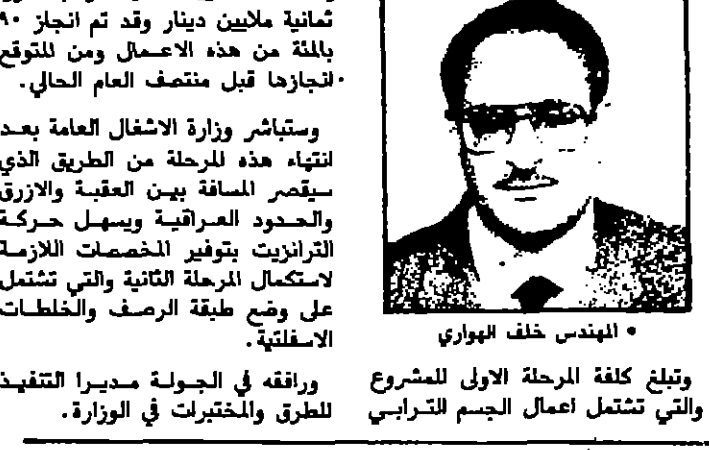 • المهندس خلف الهواري
وتبلغ كلفة المرحلة الاولى للمشروع
والتي تشتمل اعمال الجسم الترابي
ثمانية ملايين دينار وقد تم انجاز ٩٠
بالمئة من هذه الاعمال ومن المتوقع
انجازها قبل منتصف العام الحالي.
وستباشر وزارة الاشغال العامة بعد
انتهاء هذه المرحلة من الطريق الذي
سيقصر المسافة بين العقبة والازرق
والحدود العراقية ويسهل حركة
الترانزيت بتوفير المخصصات اللازمة
لاستكمال المرحلة الثانية والتي تشتمل
على وضع طبقة الرصف والخلطات
الاسفلتية.
ورافقه في الجولة مديرا التنفيذ
للطرق والمختبرات في الوزارة.